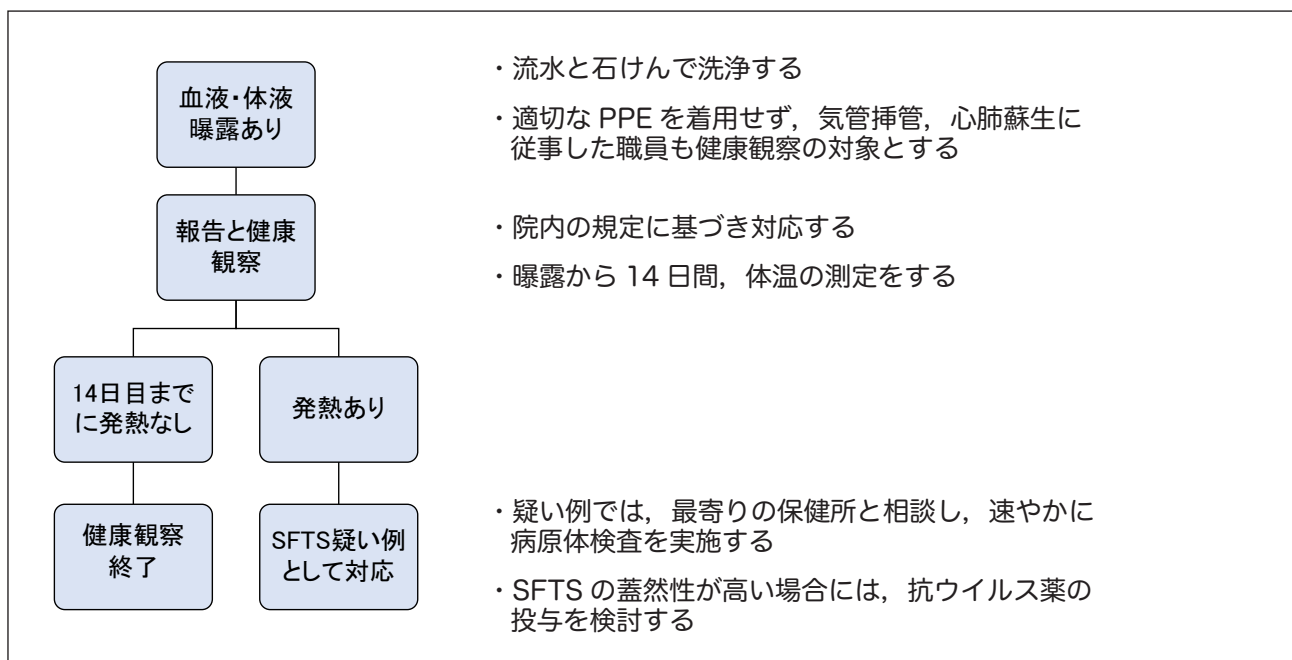 血液・体液
曝露あり
・流水と石けんで洗浄する
・適切な PPE を着用せず，気管挿管，心肺蘇生に
従事した職員も健康観察の対象とする
報告と健康
観察
・院内の規定に基づき対応する
・曝露から 14 日間，体温の測定をする
14日目まで
に発熱なし
発熱あり
健康観察
終了
SFTS疑い例
として対応
・疑い例では，最寄りの保健所と相談し，速やかに
病原体検査を実施する
・SFTS の蓋然性が高い場合には，抗ウイルス薬の
投与を検討する